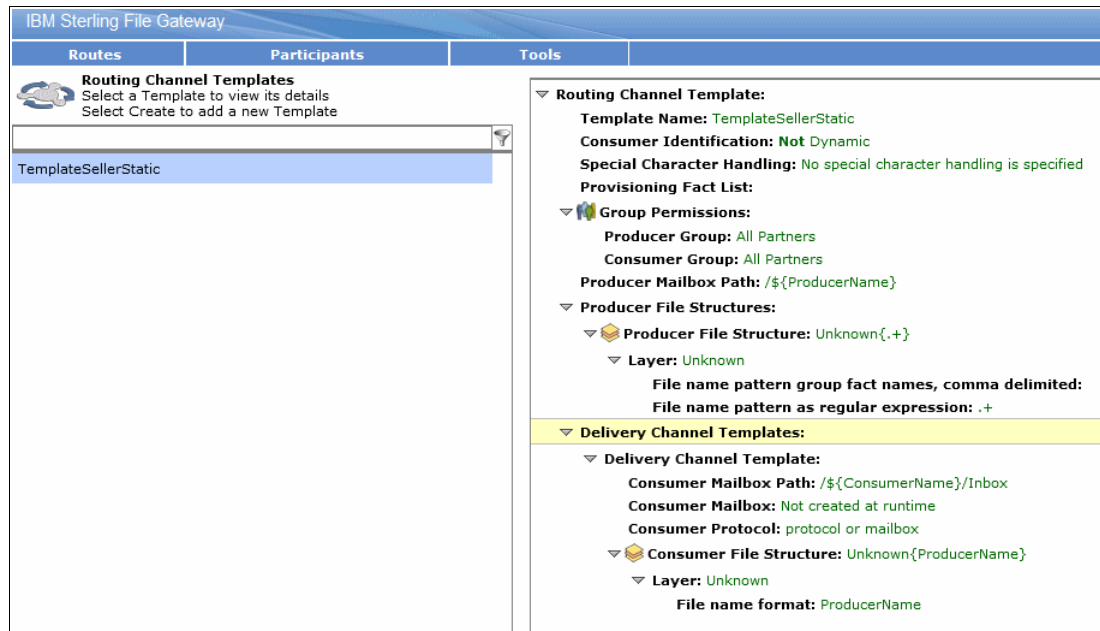 IBM Sterling File Gateway
Routes Participants Tools
Routing Channel Templates
Select a Template to view its details
Select Create to add a new Template
TemplateSellerStatic
Routing Channel Template:
Template Name: TemplateSellerStatic
Consumer Identification: Not Dynamic
Special Character Handling: No special character handling is specified
Provisioning Fact List:
Group Permissions:
Producer Group: All Partners
Consumer Group: All Partners
Producer Mailbox Path: /${ProducerName}
Producer File Structures:
Producer File Structure: Unknown{.+}
Layer: Unknown
File name pattern group fact names, comma delimited:
File name pattern as regular expression: .+
Delivery Channel Templates:
Delivery Channel Template:
Consumer Mailbox Path: /${ConsumerName}/Inbox
Consumer Mailbox: Not created at runtime
Consumer Protocol: protocol or mailbox
Consumer File Structure: Unknown{ProducerName}
Layer: Unknown
File name format: ProducerName